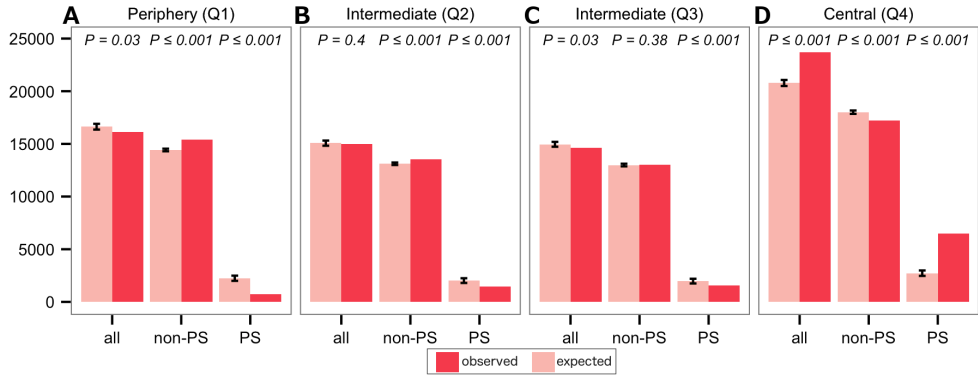 A Periphery (Q1) B Intermediate (Q2) C Intermediate (Q3) D Central (Q4)
25000 P = 0.03 P ≤ 0.001 P ≤ 0.001 P = 0.4 P ≤ 0.001 P ≤ 0.001 P = 0.03 P = 0.38 P ≤ 0.001 P ≤ 0.001 P ≤ 0.001 P ≤ 0.001
20000
15000
10000
5000
0
all non-PS PS all non-PS PS all non-PS PS all non-PS PS
observed expected